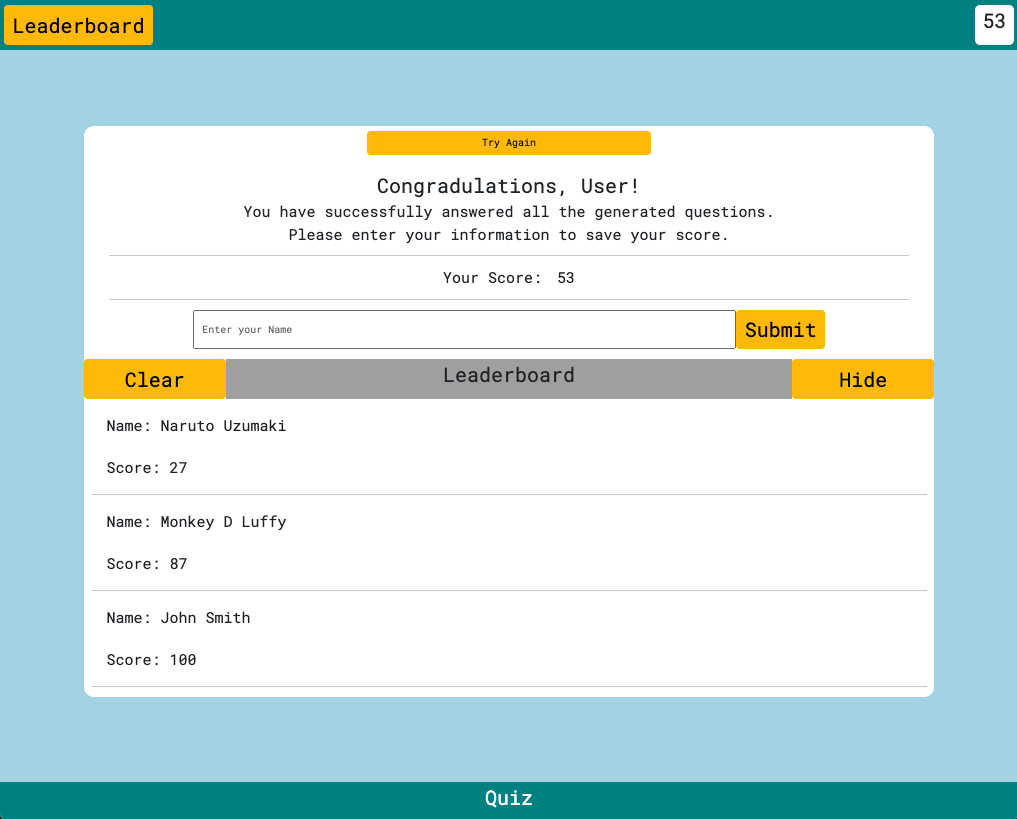 Leaderboard
53
Try Again
Congradulations, User!
You have successfully answered all the generated questions.
Please enter your information to save your score.
Your Score: 53
Enter your Name
Submit
Clear
Leaderboard
Hide
Name: Naruto Uzumaki
Score: 27
Name: Monkey D Luffy
Score: 87
Name: John Smith
Score: 100
Quiz